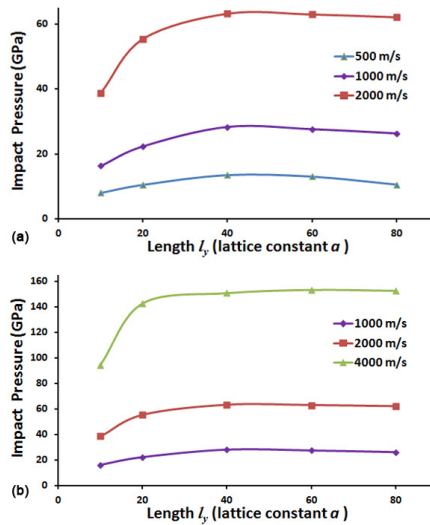 60
40
20
0
Impact Pressure (GPa)
500 m/s
1000 m/s
2000 m/s
0 20 40 60 80
(a)
Length l_y (lattice constant a)
160
140
120
100
80
60
40
20
0
Impact Pressure (GPa)
1000 m/s
2000 m/s
4000 m/s
0 20 40 60 80
(b)
Length l_y (lattice constant a)